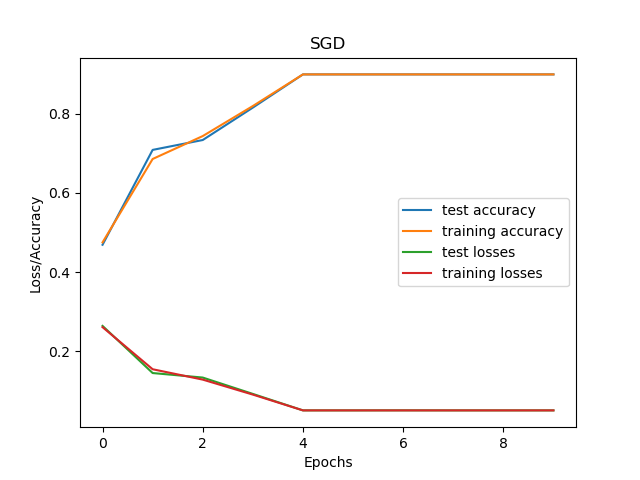 SGD
0.8
0.6
0.4
0.2
Loss/Accuracy
test accuracy
training accuracy
test losses
training losses
0 2 4 6 8
Epochs